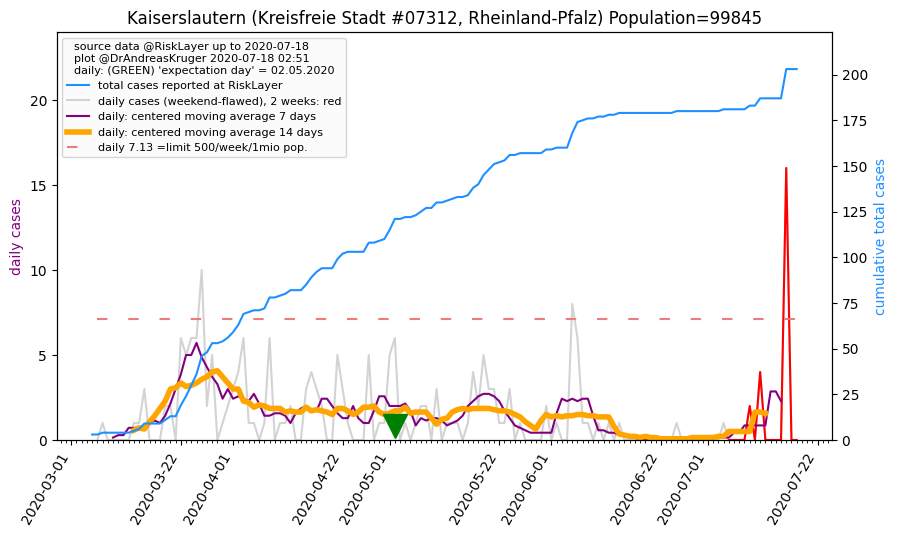 Kaiserslautern (Kreisfreie Stadt #07312, Rheinland-Pfalz) Population=99845
source data @RiskLayer up to 2020-07-18
plot @DrAndreasKruger 2020-07-18 02:51
daily: (GREEN) 'expectation day' = 02.05.2020
total cases reported at RiskLayer
daily cases (weekend-flawed), 2 weeks: red
daily: centered moving average 7 days
daily: centered moving average 14 days
daily 7.13 =limit 500/week/1mio pop.
daily cases
20
15
10
5
0
cumulative total cases
200
175
150
125
100
75
50
25
0
2020-03-01
2020-03-22
2020-04-01
2020-04-22
2020-05-01
2020-05-22
2020-06-01
2020-06-22
2020-07-01
2020-07-22